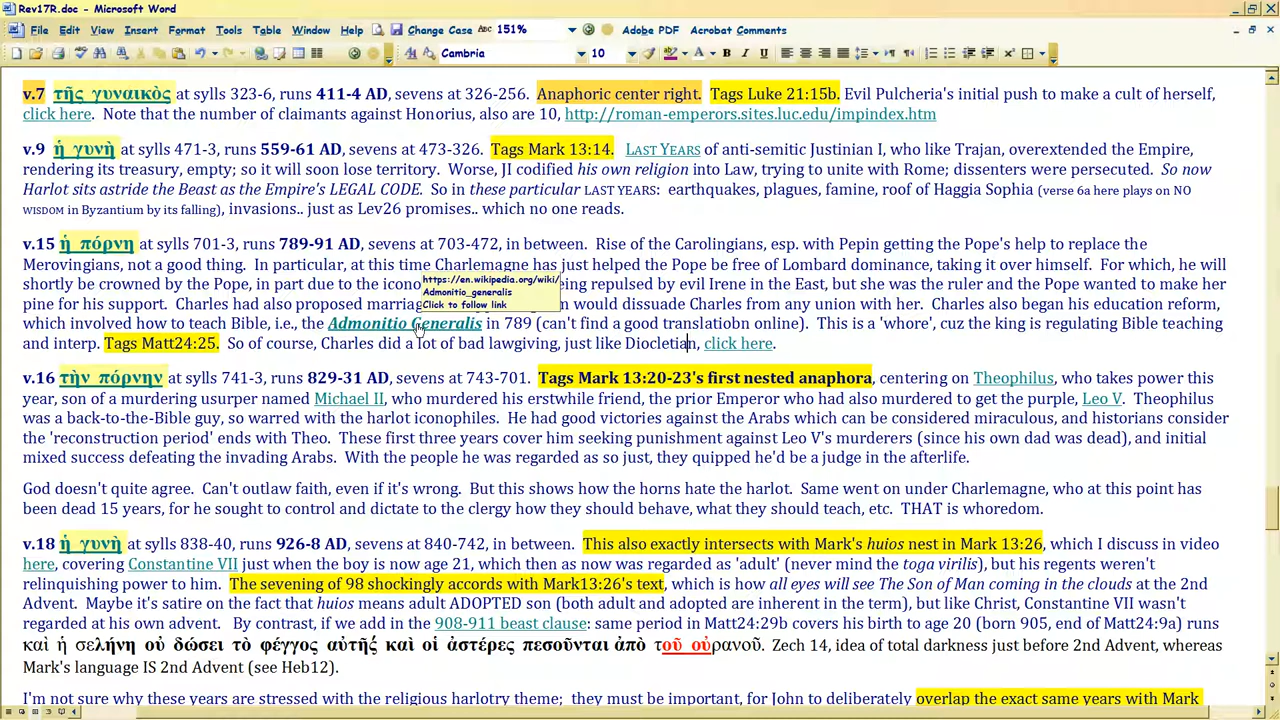 Rev17R.doc - Microsoft Word
File Edit View Insert Format Tools Table Window Help Change Case 151% Adobe PDF Acrobat Comments
Cambria 10 B I U
v.7 τῆς γυναικὸς at sylls 323-6, runs 411-4 AD, sevens at 326-256. Anaphoric center right. Tags Luke 21:15b. Evil Pulcheria's initial push to make a cult of herself,
click here. Note that the number of claimants against Honorius, also are 10, http://roman-emperors.sites.luc.edu/impindex.htm
v.9 ἡ γυνὴ at sylls 471-3, runs 559-61 AD, sevens at 473-326. Tags Mark 13:14. LAST YEARS of anti-semitic Justinian I, who like Trajan, overextended the Empire,
rendering its treasury, empty; so it will soon lose territory. Worse, JI codified his own religion into Law, trying to unite with Rome; dissenters were persecuted. So now
Harlot sits astride the Beast as the Empire's LEGAL CODE. So in these particular LAST YEARS: earthquakes, plagues, famine, roof of Haggia Sophia (verse 6a here plays on NO
WISDOM in Byzantium by its falling), invasions.. just as Lev26 promises.. which no one reads.
v.15 ἡ πόρνη at sylls 701-3, runs 789-91 AD, sevens at 703-472, in between. Rise of the Carolingians, esp. with Pepin getting the Pope's help to replace the
Merovingians, not a good thing. In particular, at this time Charlemagne has just helped the Pope be free of Lombard dominance, taking it over himself. For which, he will
shortly be crowned by the Pope, in part due to the icono https://en.wikipedia.org/wiki/ eing repulsed by evil Irene in the East, but she was the ruler and the Pope wanted to make her
Admonitio_generalis
pine for his support. Charles had also proposed marriag Click to follow link m would dissuade Charles from any union with her. Charles also began his education reform,
which involved how to teach Bible, i.e., the Admonitio Generalis in 789 (can't find a good translatiobn online). This is a 'whore', cuz the king is regulating Bible teaching
and interp. Tags Matt24:25. So of course, Charles did a lot of bad lawgiving, just like Diocletian, click here.
v.16 τὴν πόρνην at sylls 741-3, runs 829-31 AD, sevens at 743-701. Tags Mark 13:20-23's first nested anaphora, centering on Theophilus, who takes power this
year, son of a murdering usurper named Michael II, who murdered his erstwhile friend, the prior Emperor who had also murdered to get the purple, Leo V. Theophilus
was a back-to-the-Bible guy, so warred with the harlot iconophiles. He had good victories against the Arabs which can be considered miraculous, and historians consider
the 'reconstruction period' ends with Theo. These first three years cover him seeking punishment against Leo V's murderers (since his own dad was dead), and initial
mixed success defeating the invading Arabs. With the people he was regarded as so just, they quipped he'd be a judge in the afterlife.
God doesn't quite agree. Can't outlaw faith, even if it's wrong. But this shows how the horns hate the harlot. Same went on under Charlemagne, who at this point has
been dead 15 years, for he sought to control and dictate to the clergy how they should behave, what they should teach, etc. THAT is whoredom.
v.18 ἡ γυνὴ at sylls 838-40, runs 926-8 AD, sevens at 840-742, in between. This also exactly intersects with Mark's huios nest in Mark 13:26, which I discuss in video
here, covering Constantine VII just when the boy is now age 21, which then as now was regarded as 'adult' (never mind the toga virilis), but his regents weren't
relinquishing power to him. The sevening of 98 shockingly accords with Mark13:26's text, which is how all eyes will see The Son of Man coming in the clouds at the 2nd
Advent. Maybe it's satire on the fact that huios means adult ADOPTED son (both adult and adopted are inherent in the term), but like Christ, Constantine VII wasn't
regarded at his own advent. By contrast, if we add in the 908-911 beast clause: same period in Matt24:29b covers his birth to age 20 (born 905, end of Matt24:9a) runs
καὶ ἡ σελήνη οὐ δώσει τὸ φέγγος αὐτῆς καὶ οἱ ἀστέρες πεσοῦνται ἀπὸ τοῦ οὐρανοῦ. Zech 14, idea of total darkness just before 2nd Advent, whereas
Mark's language IS 2nd Advent (see Heb12).
I'm not sure why these years are stressed with the religious harlotry theme; they must be important, for John to deliberately overlap the exact same years with Mark